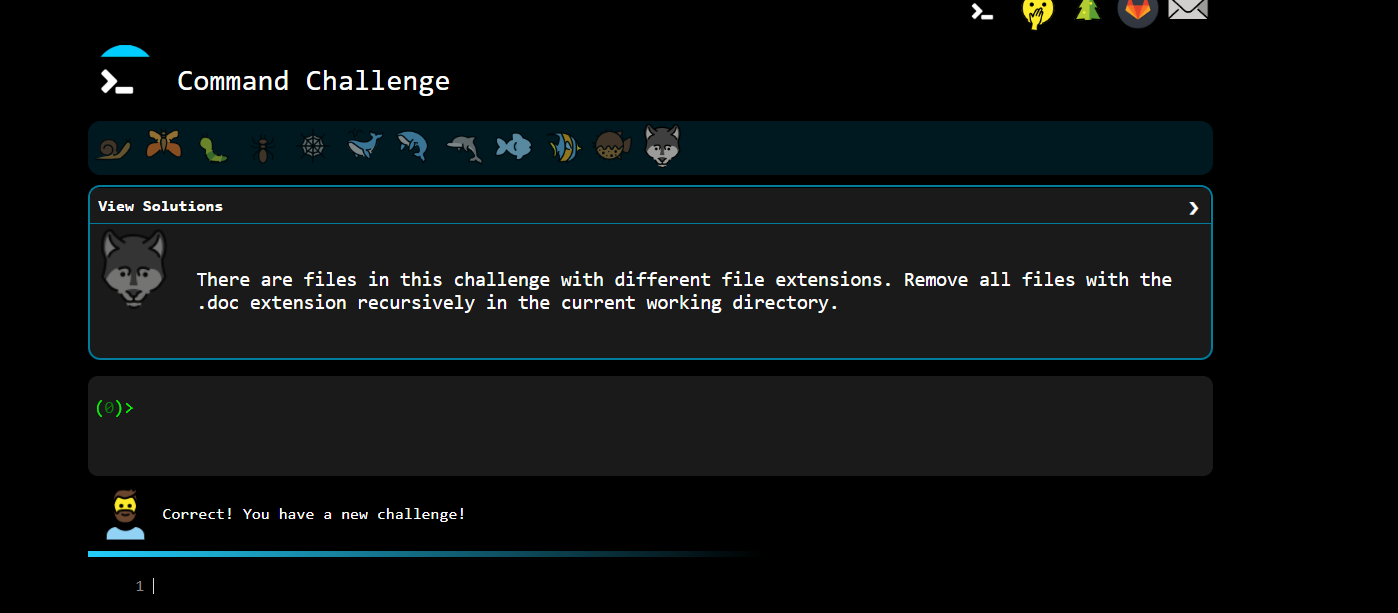 Command Challenge
View Solutions
There are files in this challenge with different file extensions. Remove all files with the
.doc extension recursively in the current working directory.
(0)>
Correct! You have a new challenge!
1